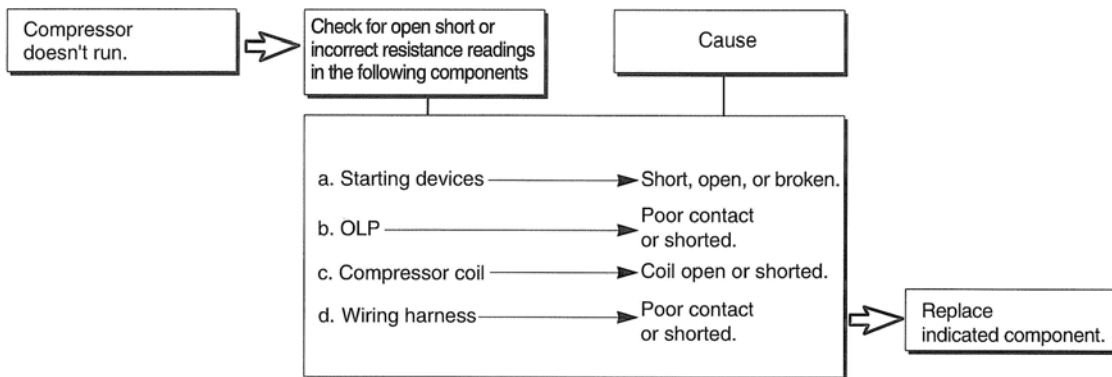 Compressor
doesn't run.
Check for open short or
incorrect resistance readings
in the following components
Cause
a. Starting devices
Short, open, or broken.
b. OLP
Poor contact
or shorted.
c. Compressor coil
Coil open or shorted.
d. Wiring harness
Poor contact
or shorted.
Replace
indicated component.